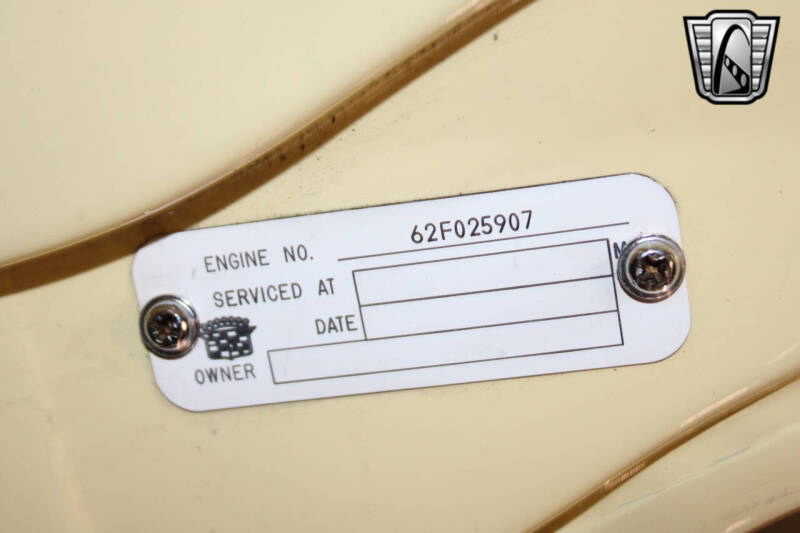 ENGINE NO. 62F025907
SERVICED AT M
DATE
OWNER